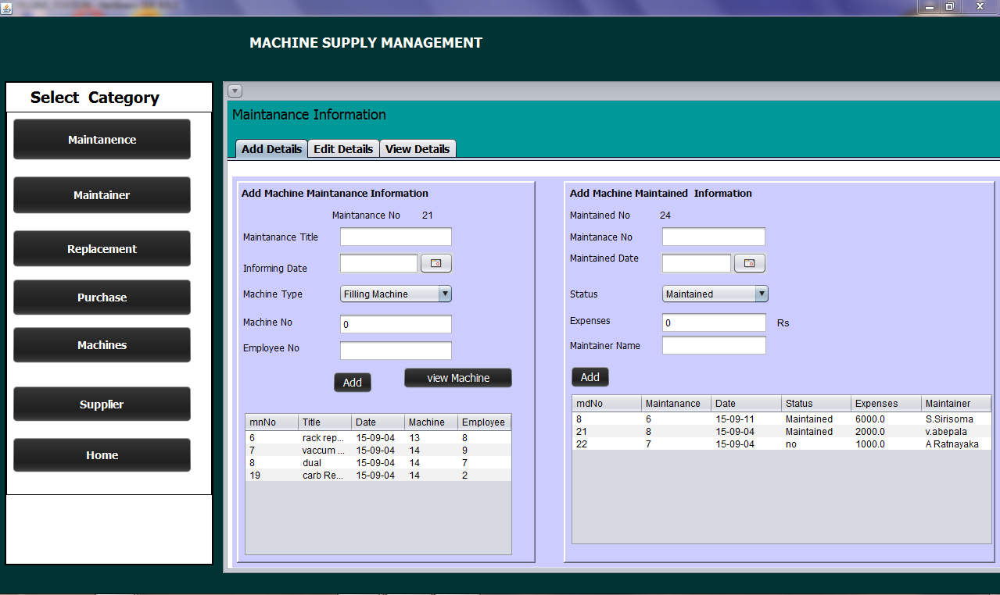 MACHINE SUPPLY MANAGEMENT
Select Category
Maintanence
Maintainer
Replacement
Purchase
Machines
Supplier
Home
Maintanance Information
Add Details Edit Details View Details
Add Machine Maintanance Information
Maintanance No 21
Maintanance Title
Informing Date
Machine Type Filling Machine
Machine No 0
Employee No
Add view Machine
mnNo Title Date Machine Employee
6 rack rep... 15-09-04 13 8
7 vaccum ... 15-09-04 14 9
8 dual 15-09-04 14 7
19 carb Re... 15-09-04 14 2
Add Machine Maintained Information
Maintained No 24
Maintanace No
Maintained Date
Status Maintained
Expenses 0 Rs
Maintainer Name
Add
mdNo Maintanance Date Status Expenses Maintainer
8 6 15-09-11 Maintained 6000.0 S.Sirisoma
21 8 15-09-04 Maintained 2000.0 v.abepala
22 7 15-09-04 no 1000.0 A Ratnayaka